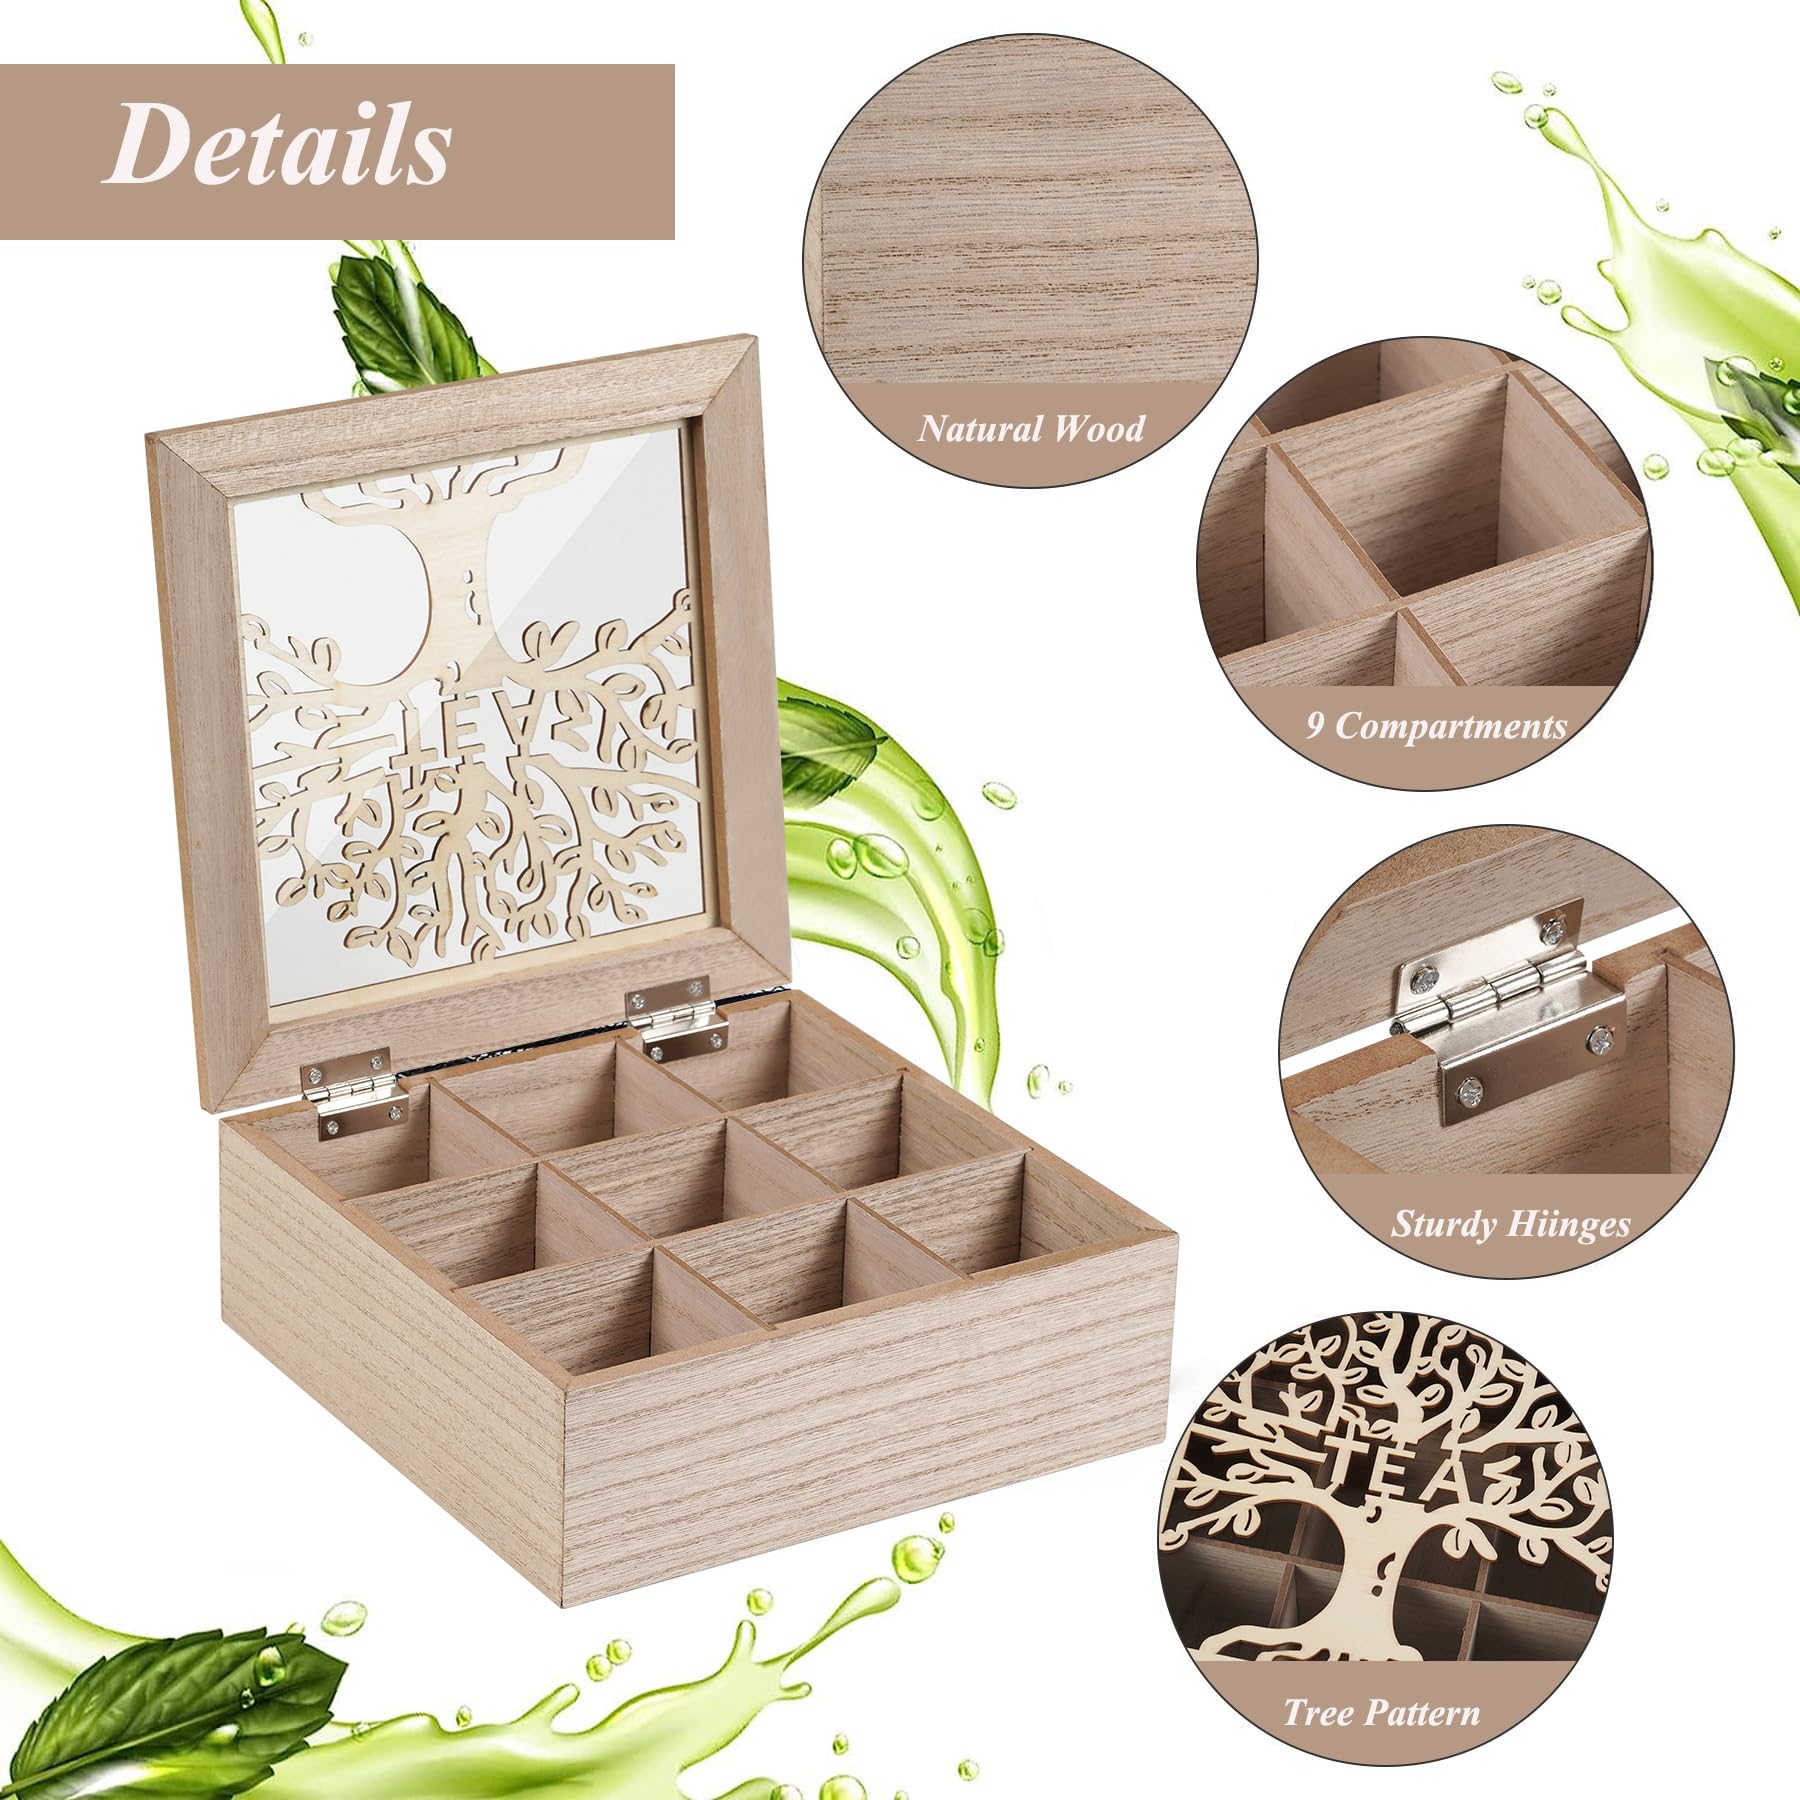 Details
Natural Wood
9 Compartments
TEA
Sturdy Hiinges
TEA
Tree Pattern